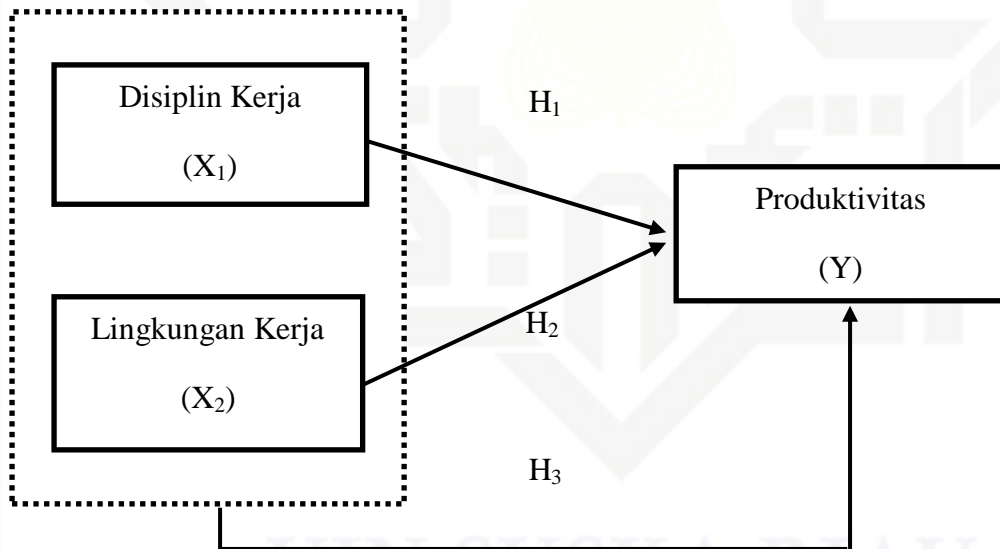 Disiplin Kerja
(X₁)
H₁
Produktivitas
(Y)
Lingkungan Kerja
(X₂)
H₂
H₃